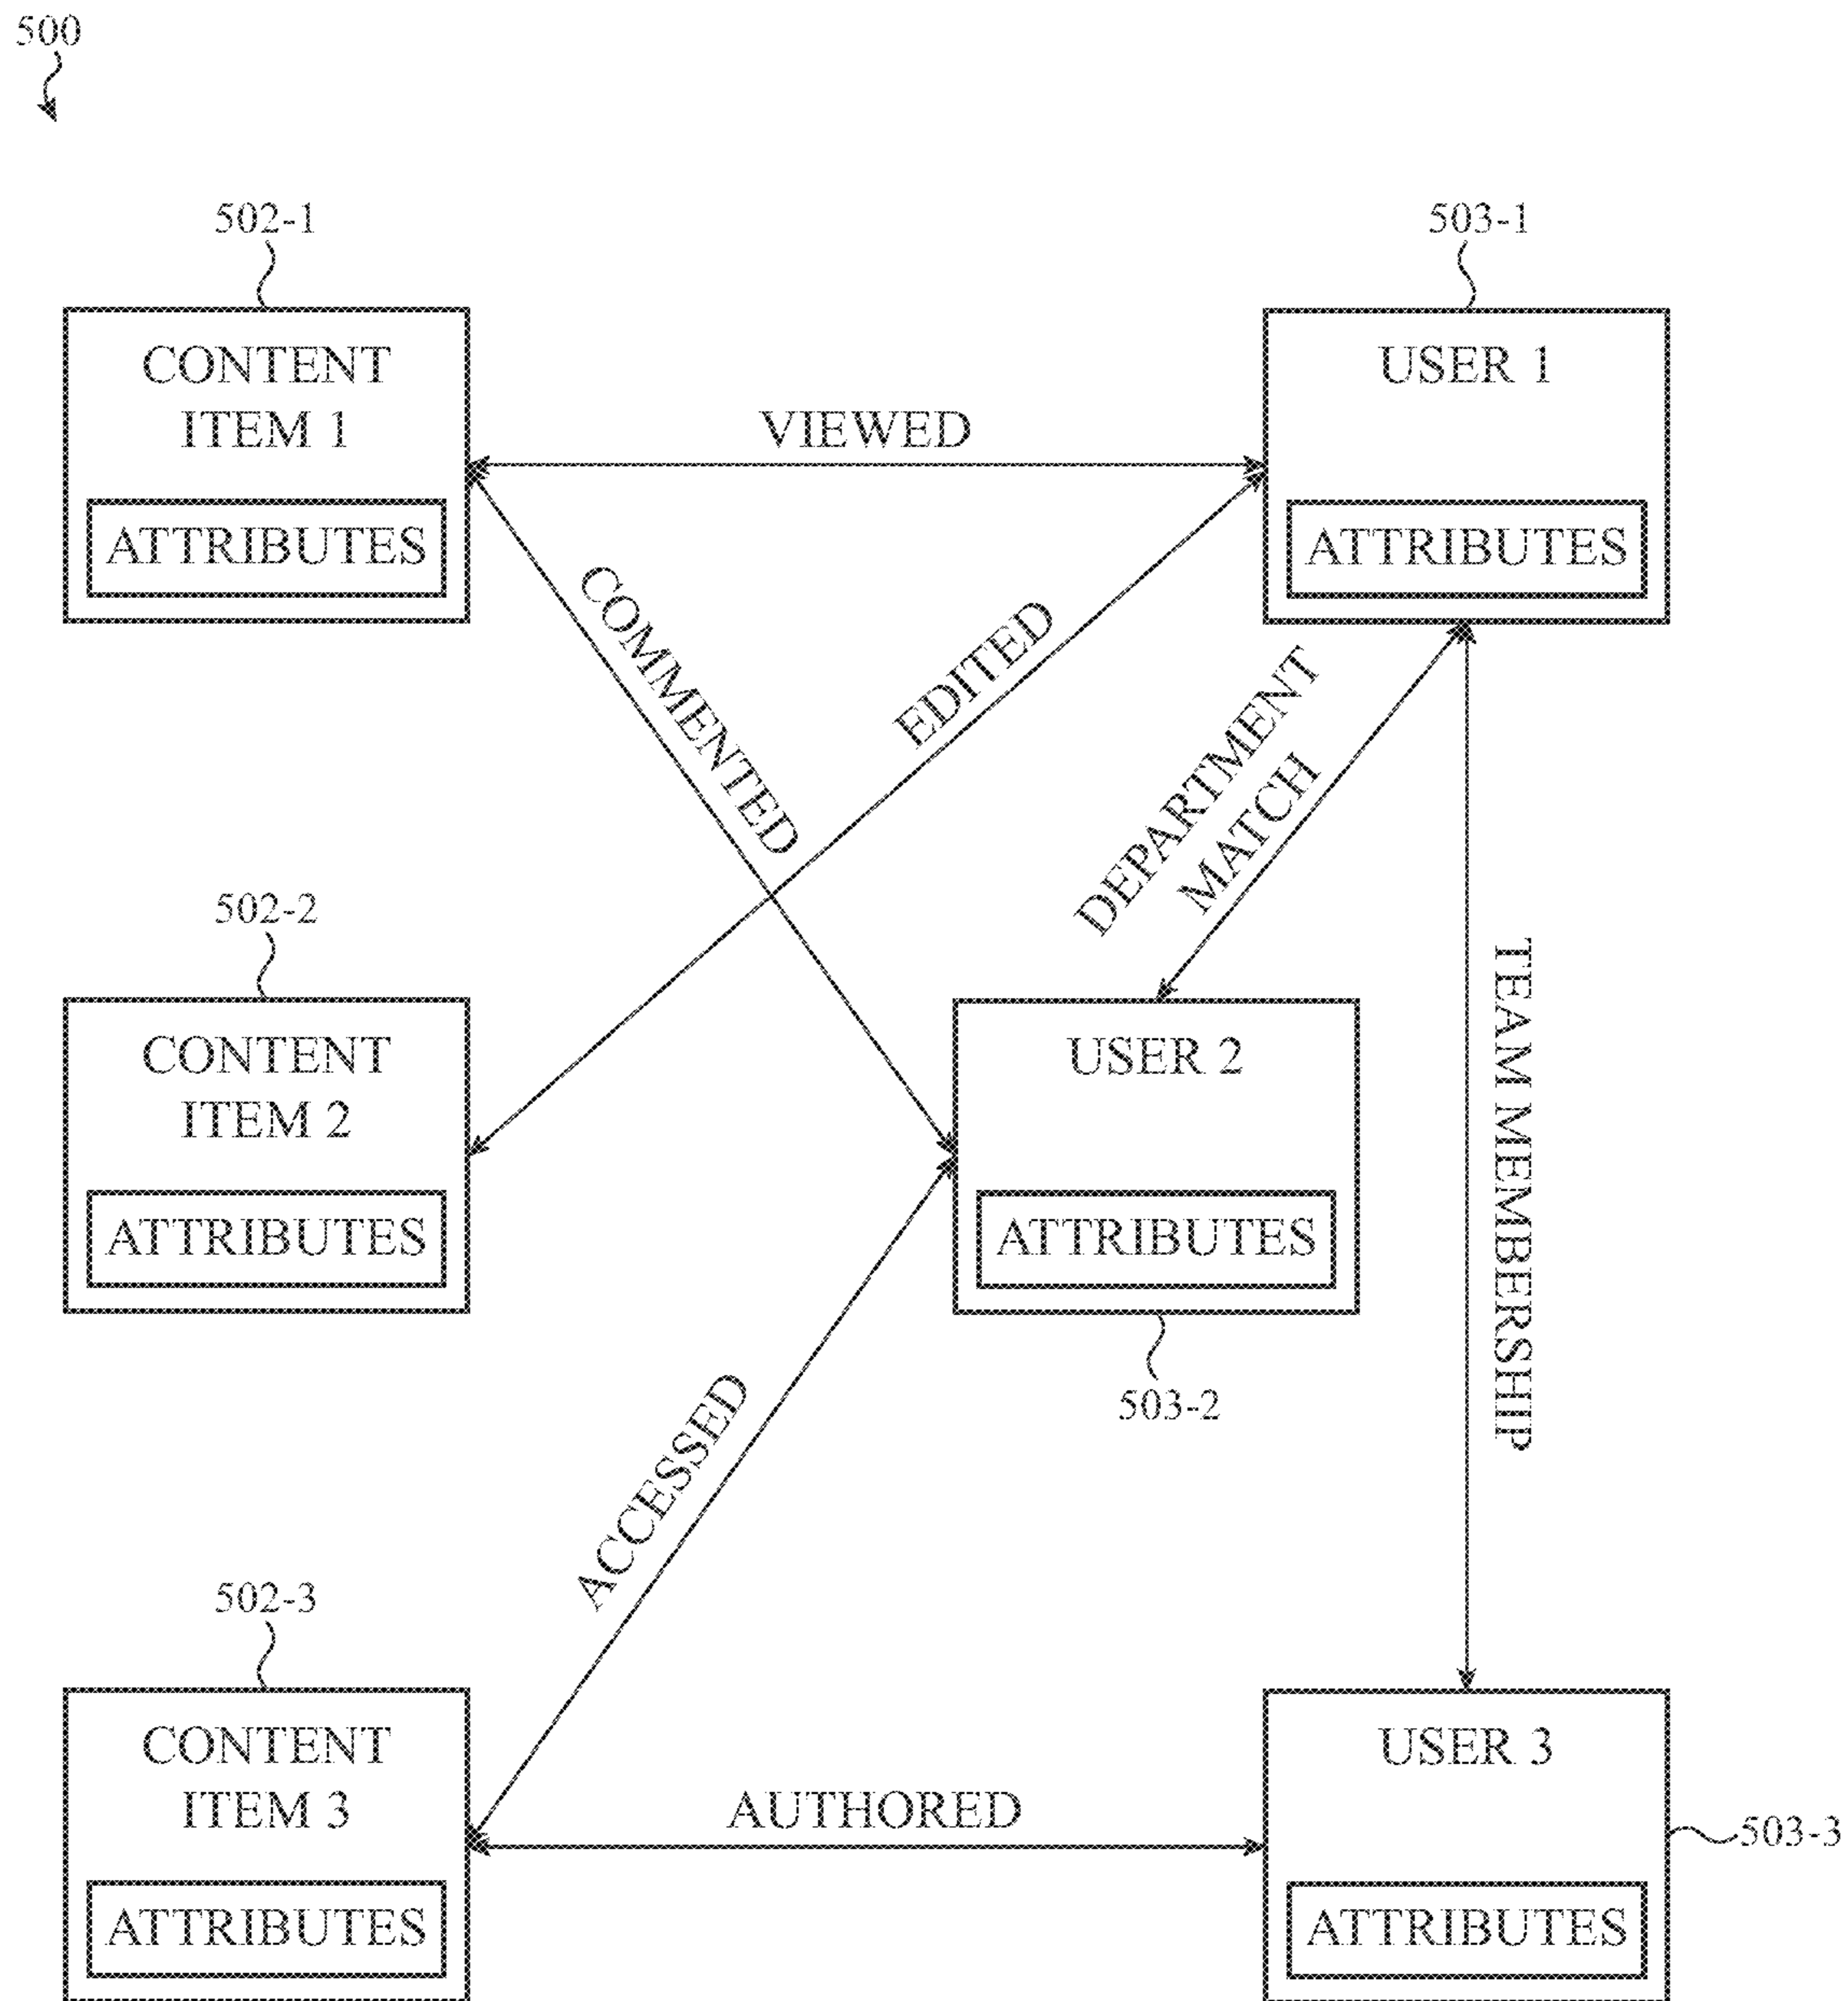 500
502-1
503-1
CONTENT
ITEM 1
ATTRIBUTES
USER 1
ATTRIBUTES
VIEWED
COMMENTED
EDITED
DEPARTMENT
MATCH
TEAM MEMBERSHIP
502-2
CONTENT
ITEM 2
ATTRIBUTES
USER 2
ATTRIBUTES
503-2
ACCESSED
502-3
CONTENT
ITEM 3
ATTRIBUTES
AUTHORED
USER 3
ATTRIBUTES
503-3